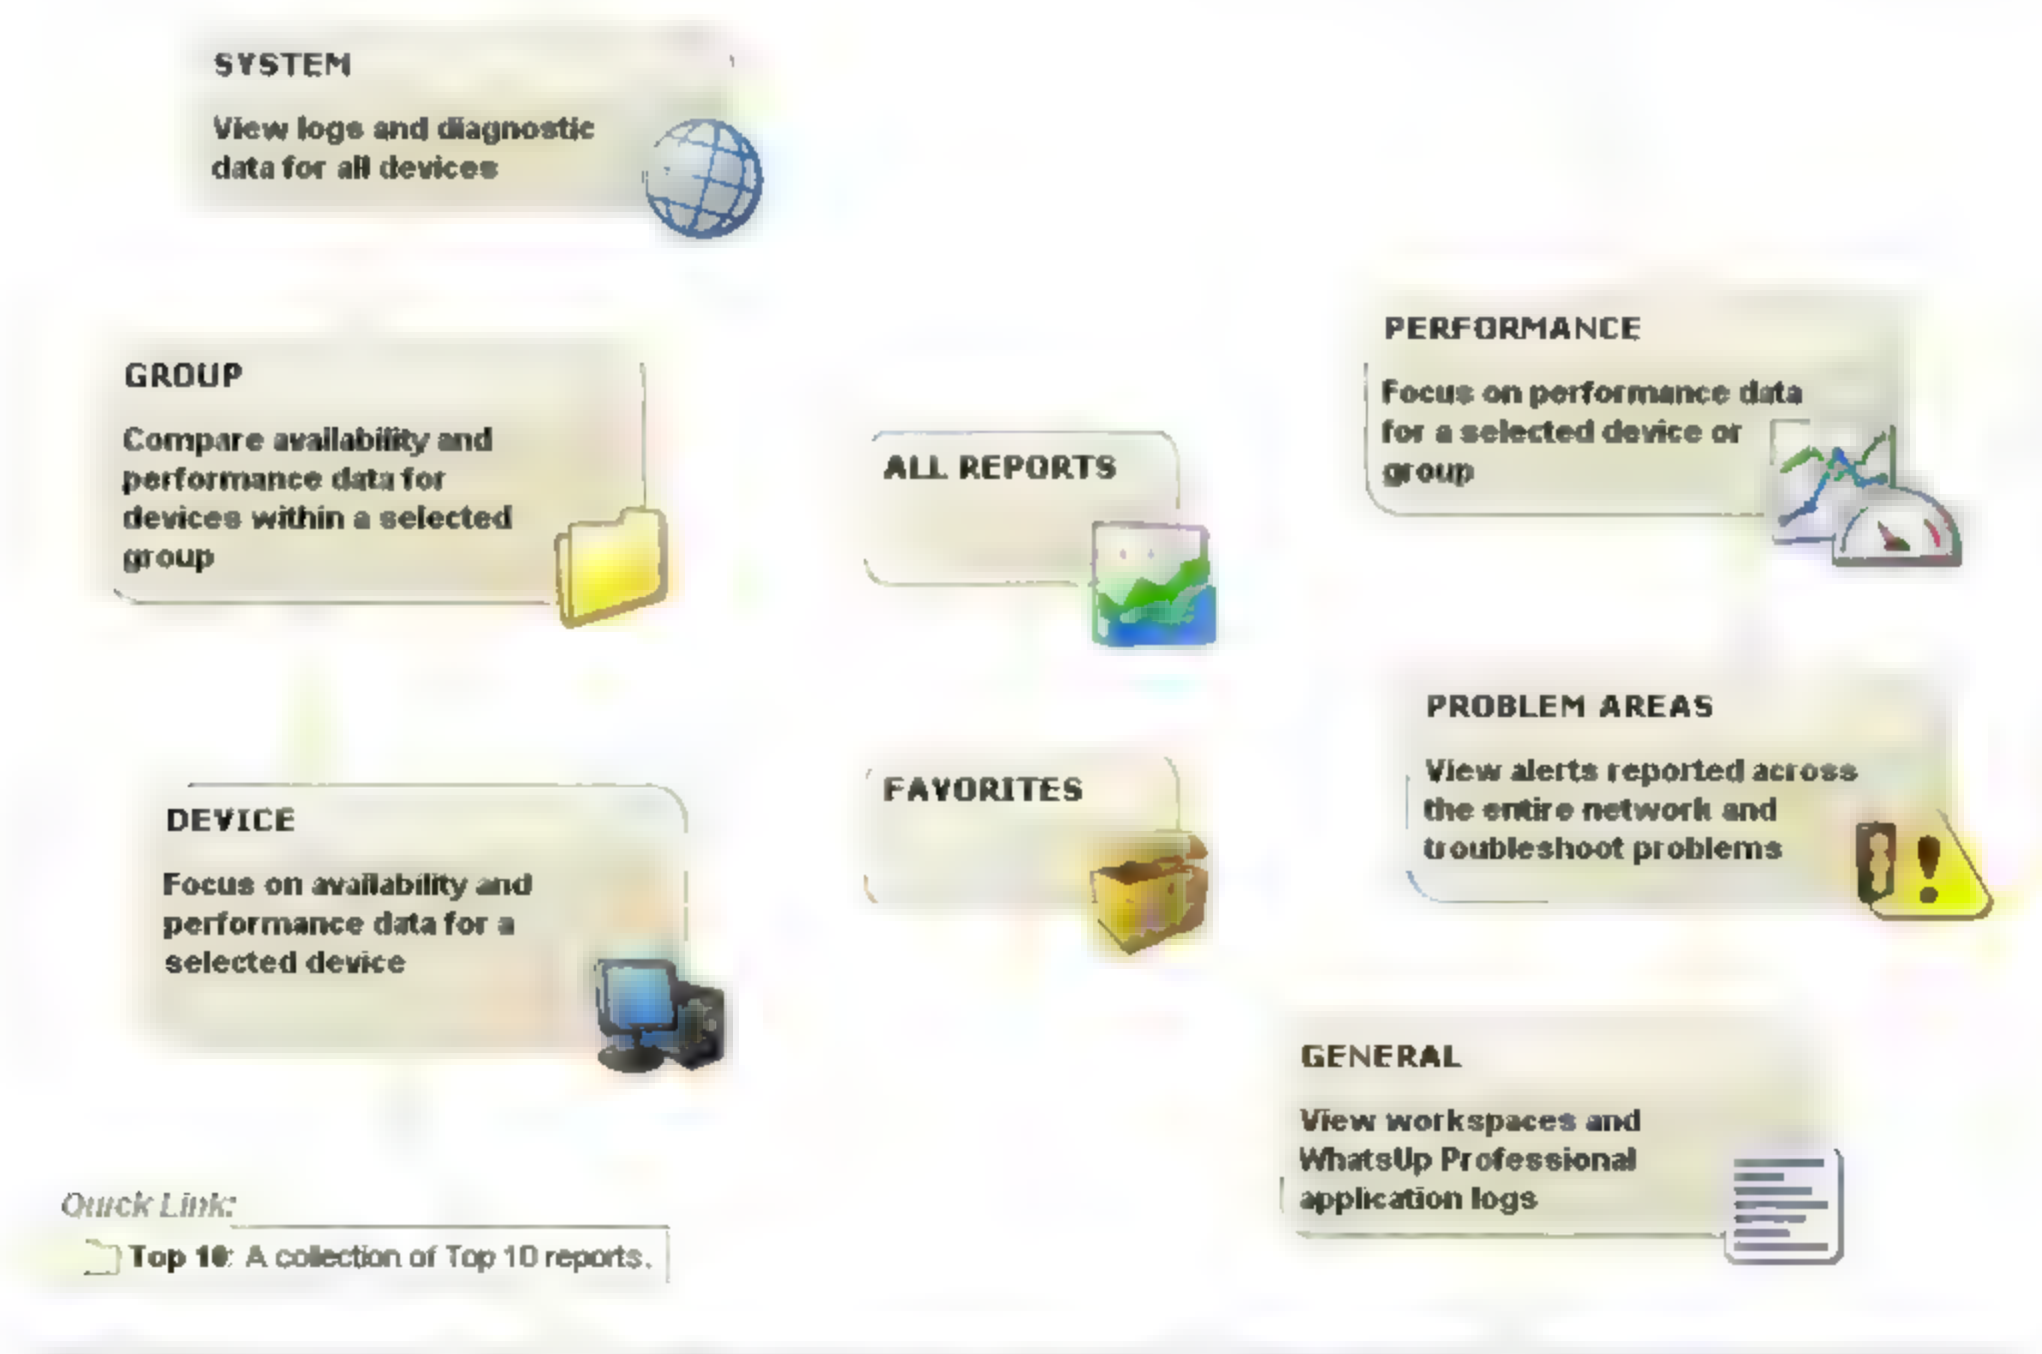 SYSTEM
View logs and diagnostic
data for all devices
GROUP
Compare availability and
performance data for
devices within a selected
group
DEVICE
Focus on availability and
performance data for a
selected device
Quick Link:
Top 10: A collection of Top 10 reports.
ALL REPORTS
FAVORITES
PERFORMANCE
Focus on performance data
for a selected device or
group
PROBLEM AREAS
View alerts reported across
the entire network and
troubleshoot problems
GENERAL
View workspaces and
WhatsUp Professional
application logs